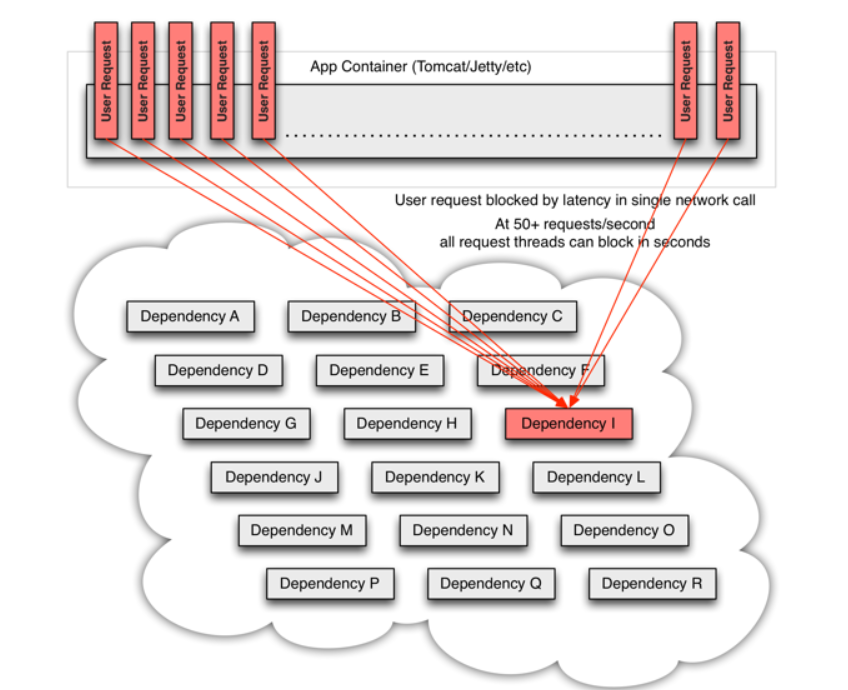 User Request
User Request
User Request
User Request
User Request
User Request
User Request
App Container (Tomcat/Jetty/etc)
User request blocked by latency in single network call
At 50+ requests/second
all request threads can block in seconds
Dependency A
Dependency B
Dependency C
Dependency D
Dependency E
Dependency F
Dependency G
Dependency H
Dependency I
Dependency J
Dependency K
Dependency L
Dependency M
Dependency N
Dependency O
Dependency P
Dependency Q
Dependency R